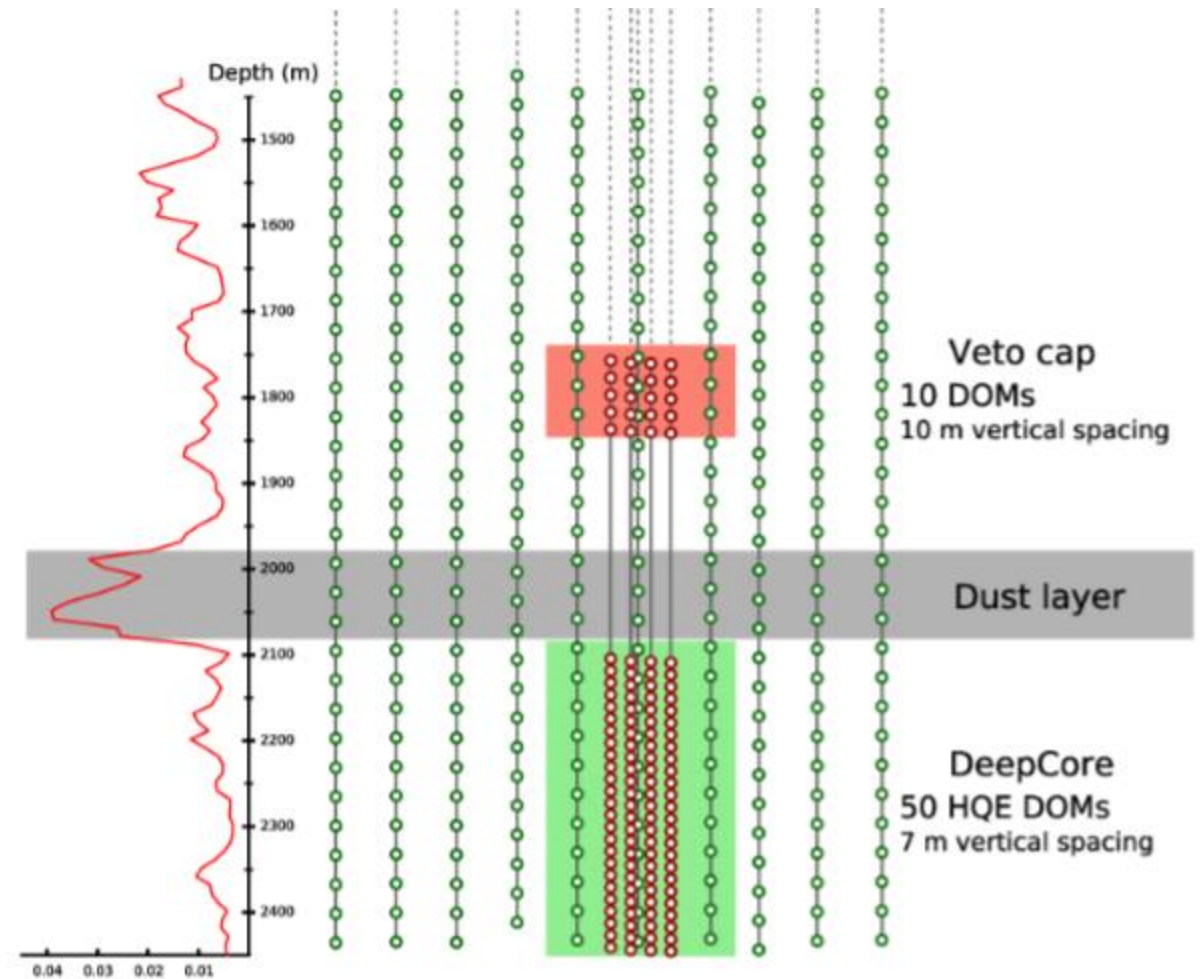 Depth (m)
1500
1600
1700
Veto cap
1800
10 DOMs
10 m vertical spacing
1900
2000
Dust layer
2100
2200
DeepCore
50 HQE DOMs
2300
7 m vertical spacing
2400
0.04 0.03 0.02 0.01